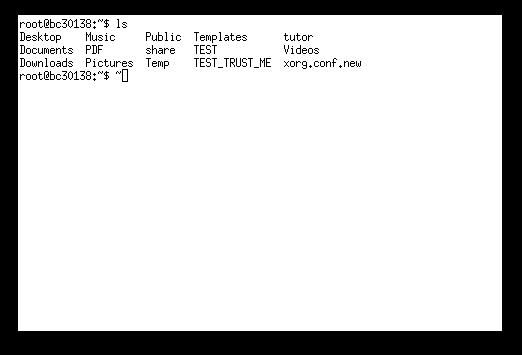 root@bc30138:~$ ls
Desktop    Music     Public  Templates      tutor
Documents  PDF       share   TEST           Videos
Downloads  Pictures  Temp    TEST_TRUST_ME  xorg.conf.new
root@bc30138:~$ ~